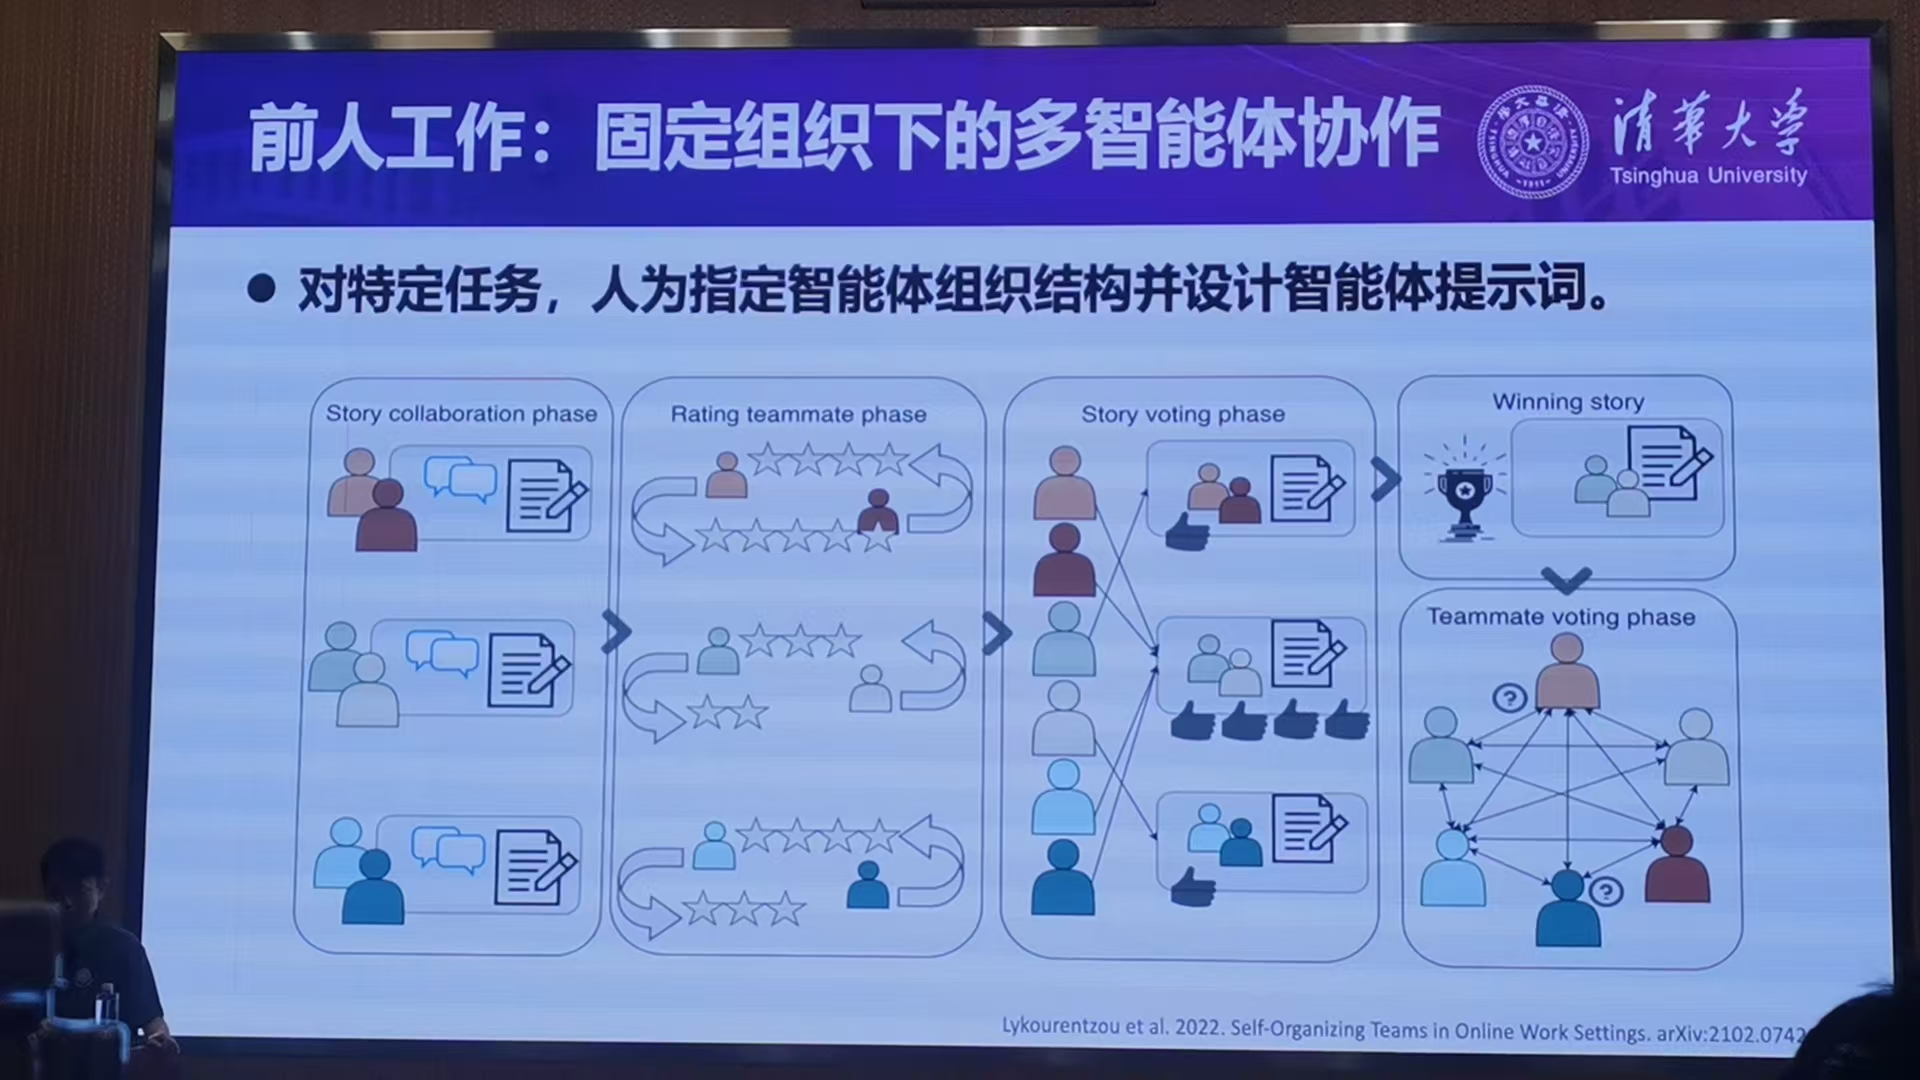 前人工作：固定组织下的多智能体协作
清华大学
Tsinghua University
● 对特定任务，人为指定智能体组织结构并设计智能体提示词。
Story collaboration phase
Rating teammate phase
Story voting phase
Winning story
Teammate voting phase
?
?
Lykourentzou et al. 2022. Self-Organizing Teams in Online Work Settings. arXiv:2102.0742